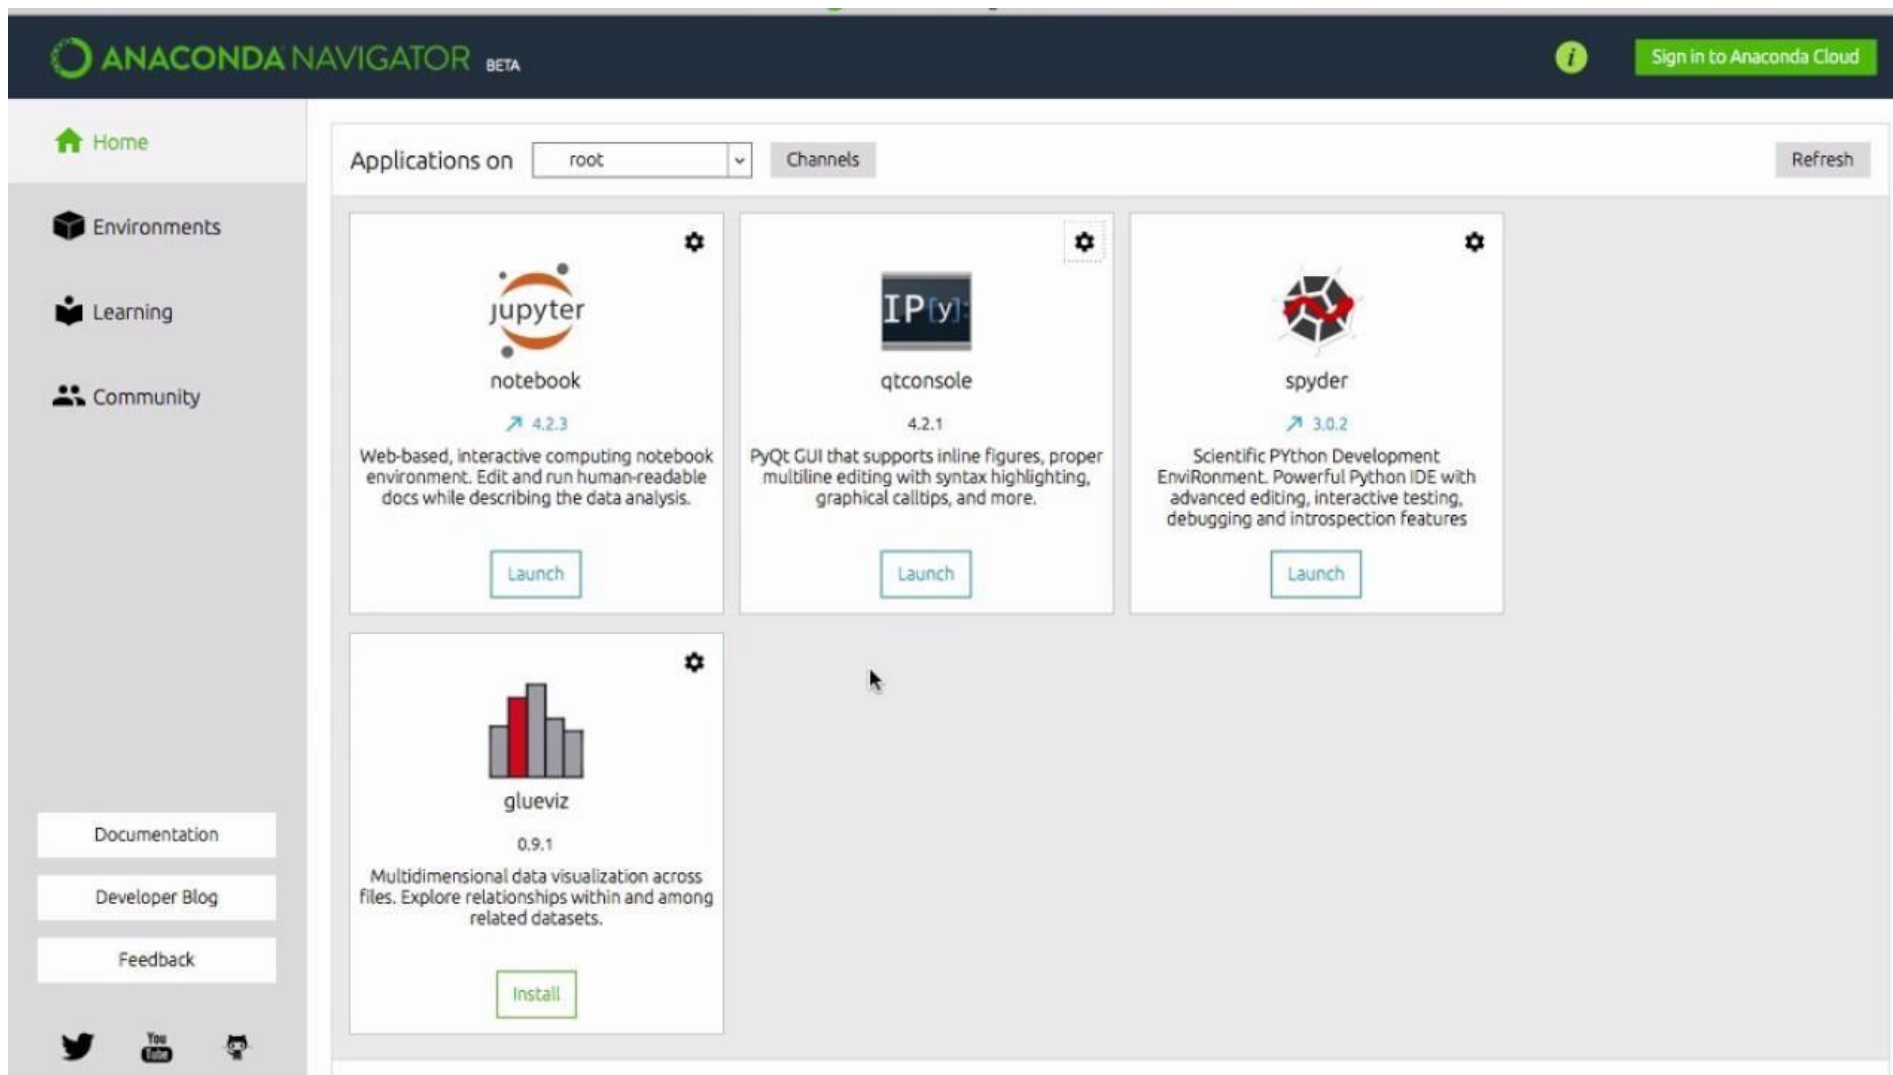 ANACONDA NAVIGATOR BETA
Sign in to Anaconda Cloud
Home
Environments
Learning
Community
Documentation
Developer Blog
Feedback
You
Tube
Applications on root Channels Refresh
jupyter
notebook
4.2.3
Web-based, interactive computing notebook
environment. Edit and run human-readable
docs while describing the data analysis.
Launch
IP[y]:
qtconsole
4.2.1
PyQt GUI that supports inline figures, proper
multiline editing with syntax highlighting,
graphical calltips, and more.
Launch
spyder
3.0.2
Scientific PYthon Development
EnviRonment. Powerful Python IDE with
advanced editing, interactive testing,
debugging and introspection features
Launch
glueviz
0.9.1
Multidimensional data visualization across
files. Explore relationships within and among
related datasets.
Install